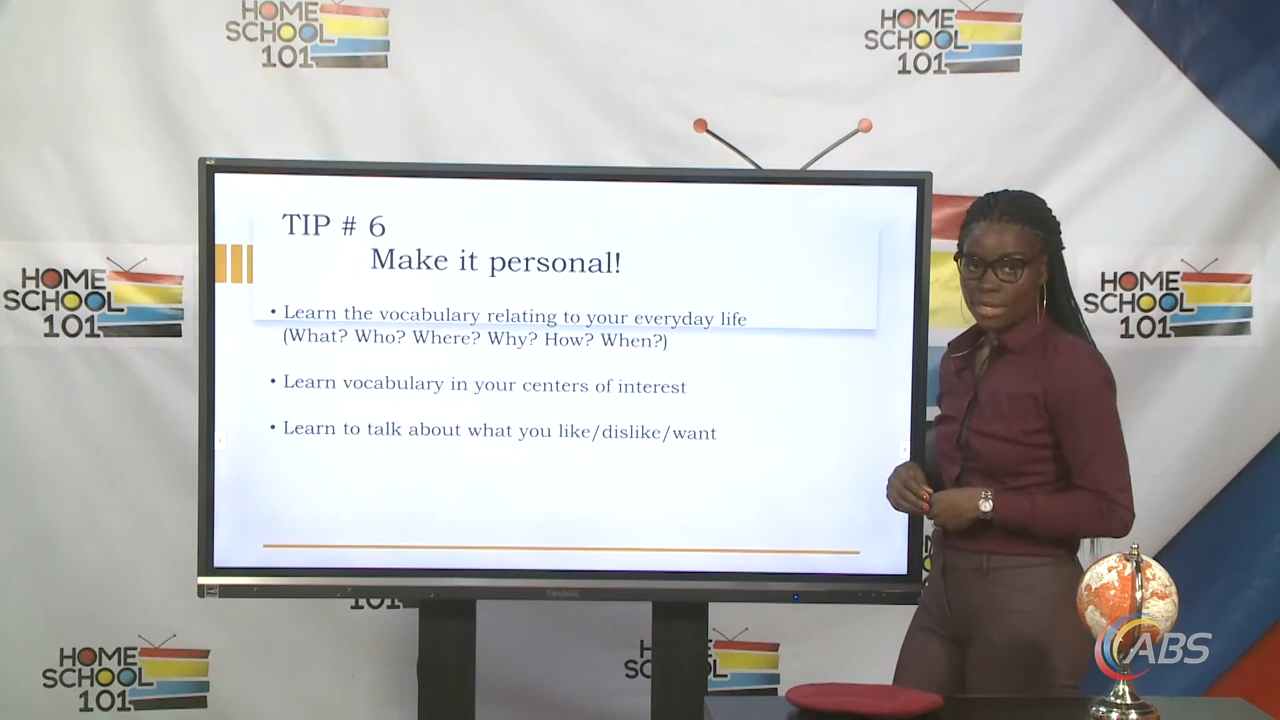 HOME
SCHOOL
101
HOME
SCHOOL
101
TIP # 6
Make it personal!
• Learn the vocabulary relating to your everyday life
(What? Who? Where? Why? How? When?)
• Learn vocabulary in your centers of interest
• Learn to talk about what you like/dislike/want
HOME
SCHOOL
101
HOME
SCHOOL
101
101
HOME
SCHOOL
101
ABS